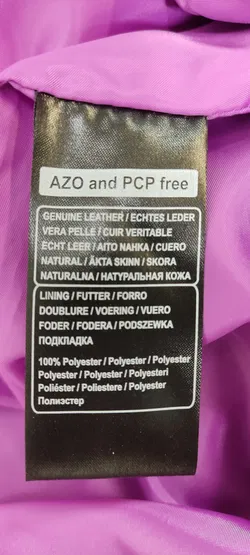 AZO and PCP free
GENUINE LEATHER / ECHTES LEDER
VERA PELLE / CUIR VERITABLE
ECHT LEER / AITO NAHKA / CUERO
NATURAL / ÄKTA SKINN / SKORA
NATURALNA / НАТУРАЛЬНАЯ КОЖА
LINING / FUTTER / FORRO
DOUBLURE / VOERING / VUERO
FODER / FODERA / PODSZEWKA
ПОДКЛАДКА
100% Polyester / Polyester / Polyester
Polyester / Polyester / Polyesteri
Poliéster / Poliestere / Poliester
Полиэстер